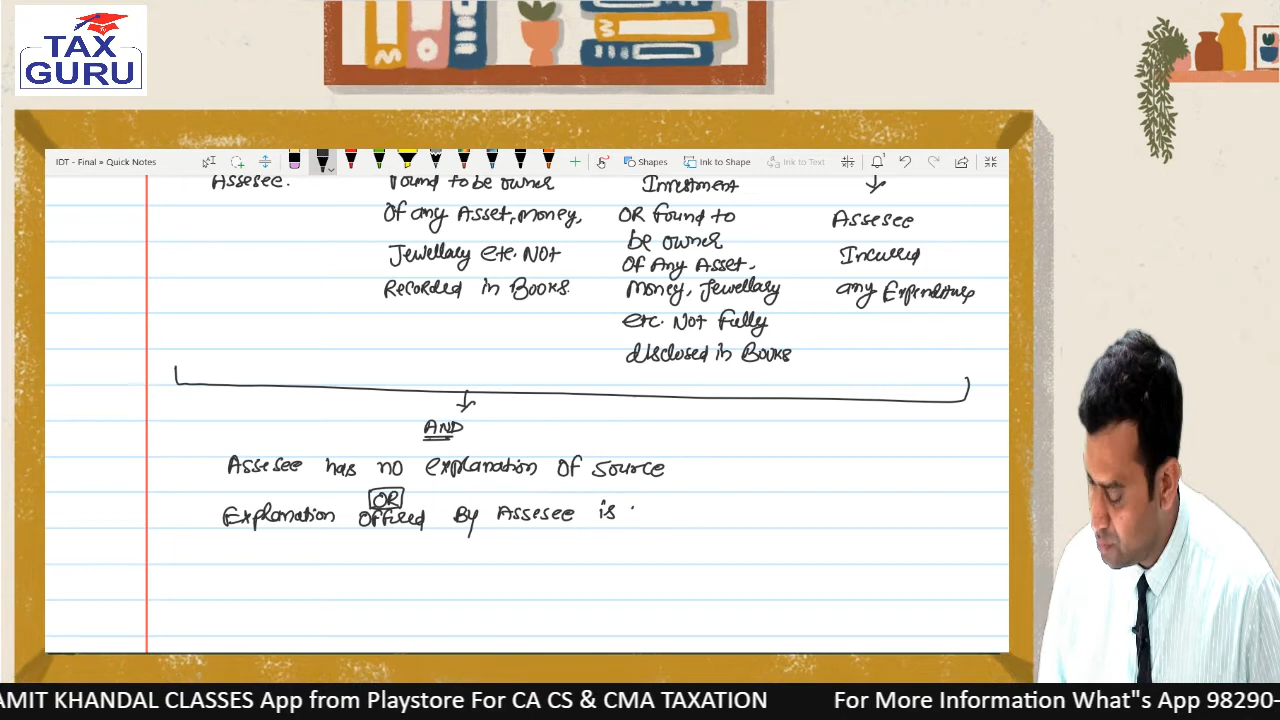 TAX
GURU
IDT - Final » Quick Notes
Shapes
Ink to Shape
Ink to Text
Assesee.
Found to be owner
Of any Asset, Money,
Jewellary etc. NOT
Recorded in Books.
Investment
OR Found to
be owner
Of Any Asset.
Money, Jewellary
etc. Not Fully
disclosed in Books
Assesee
Incurred
any Expenditure
AND
Assesee has no explanation Of Source
OR
Explanation Offered By Assesee is
AMIT KHANDAL CLASSES App from Playstore For CA CS & CMA TAXATION
For More Information What"s App 98290-